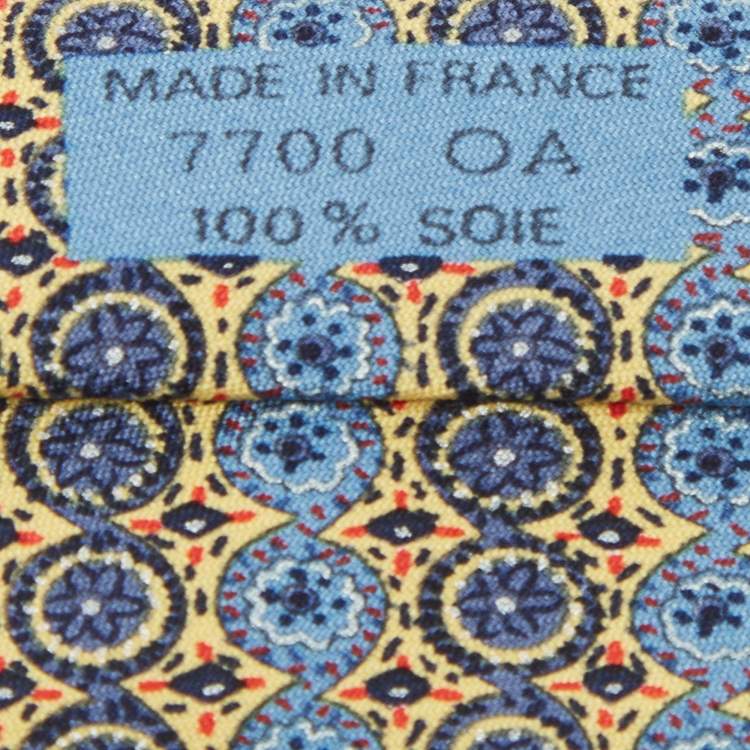 MADE IN FRANCE
7700 OA
100% SOIE